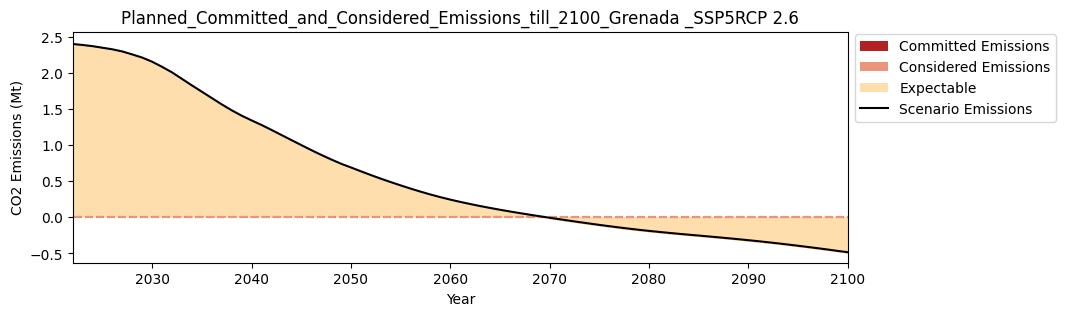 Planned_Committed_and_Considered_Emissions_till_2100_Grenada _SSP5RCP 2.6
2.5
2.0
1.5
1.0
0.5
0.0
−0.5
CO2 Emissions (Mt)
2030 2040 2050 2060 2070 2080 2090 2100
Year
Committed Emissions
Considered Emissions
Expectable
Scenario Emissions